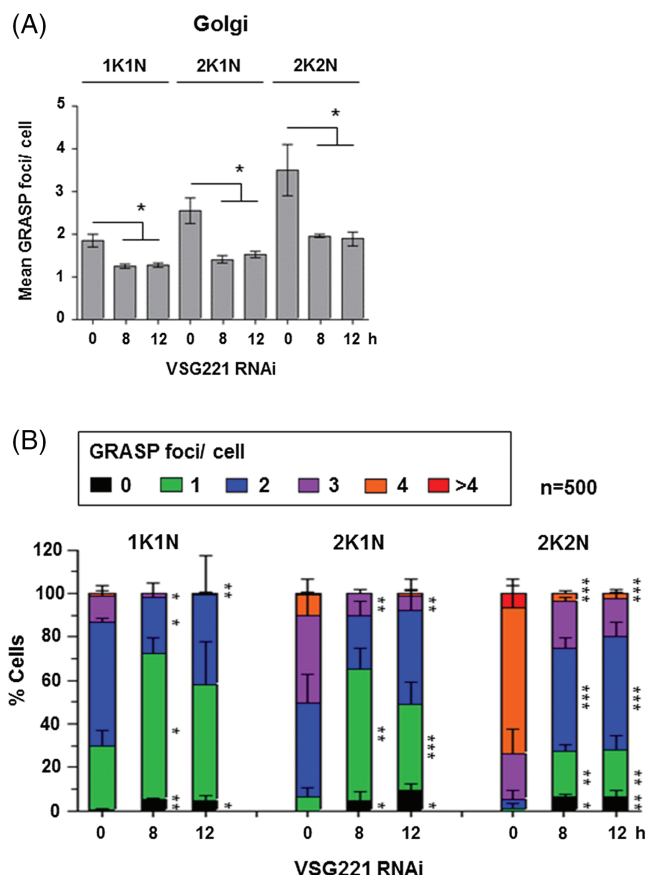 (A)
Golgi
1K1N 2K1N 2K2N
Mean GRASP foci/ cell
5
4
3
2
1
0
* * *
0 8 12 0 8 12 0 8 12 h
VSG221 RNAi
(B)
GRASP foci/ cell
0 1 2 3 4 >4
n=500
1K1N 2K1N 2K2N
% Cells
120
100
80
60
40
20
0
* * * ** ** * ** ** * ** *** * *** *** ** * *** *** ** **
0 8 12 0 8 12 0 8 12 h
VSG221 RNAi